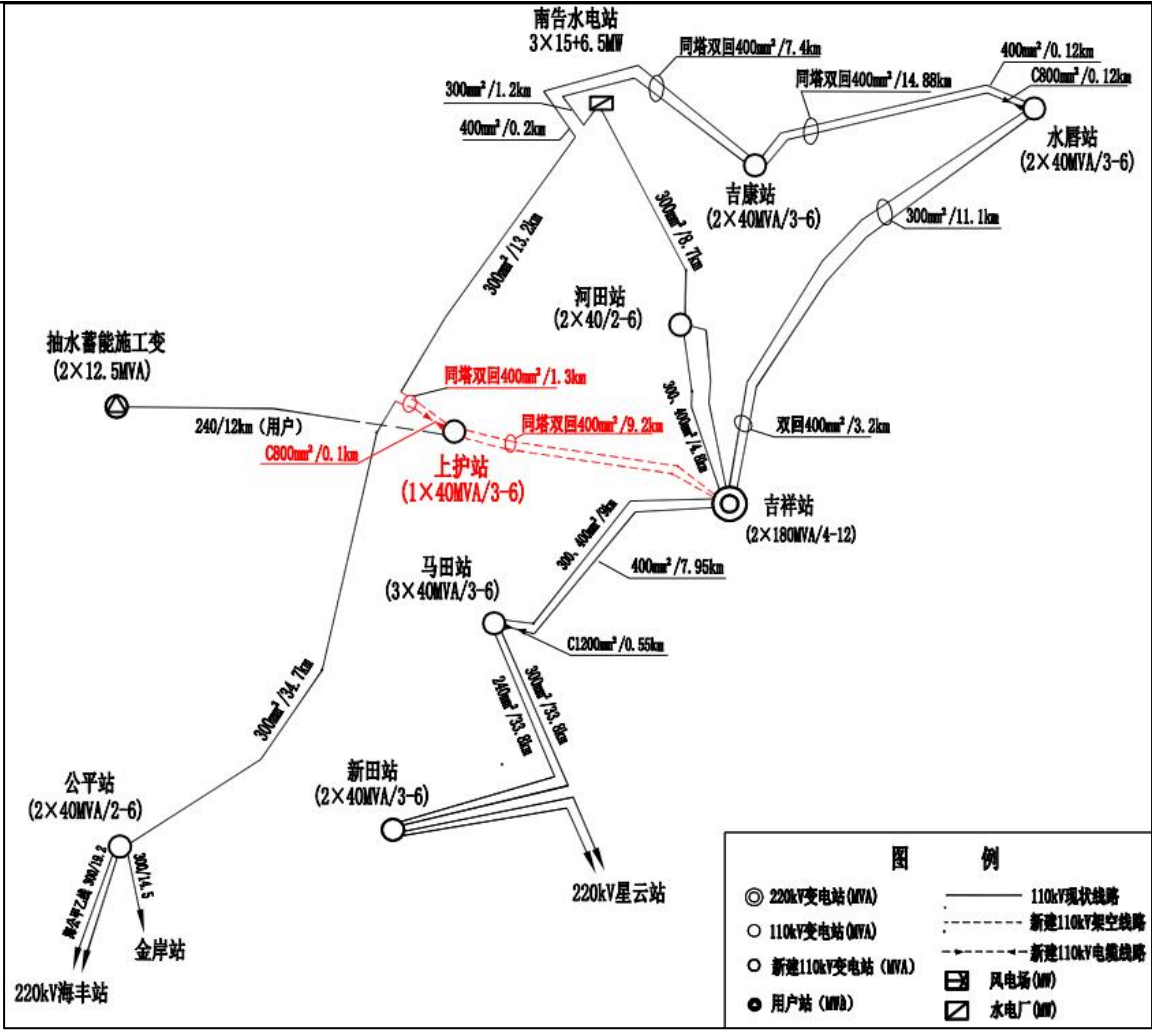 南告水电站
3×15+6.5MW
同塔双回400mm²/7.4km
400mm²/0.12km
C800mm²/0.12km
同塔双回400mm²/14.88km
300mm²/1.2km
400mm²/0.2km
水唇站
(2×40MVA/3-6)
吉康站
(2×40MVA/3-6)
300mm²/8.7km
300mm²/11.1km
300mm²/13.2km
河田站
(2×40/2-6)
抽水蓄能施工变
(2×12.5MVA)
同塔双回400mm²/1.3km
240/12km（用户）
同塔双回400mm²/9.2km
双回400mm²/3.2km
300、400mm²/4.8km
C800mm²/0.1km
上护站
(1×40MVA/3-6)
吉祥站
(2×180MVA/4-12)
300、400mm²/9km
400mm²/7.95km
马田站
(3×40MVA/3-6)
C1200mm²/0.55km
240mm²/33.8km
300mm²/33.8km
300mm²/34.7km
新田站
(2×40MVA/3-6)
公平站
(2×40MVA/2-6)
海公平乙线 300/19.2
300/14.5
金岸站
220kV海丰站
220kV星云站
图 例
220kV变电站(MVA)
110kV变电站(MVA)
新建110kV变电站（MVA）
用户站（MVA）
110kV现状线路
新建110kV架空线路
新建110kV电缆线路
风电场(MW)
水电厂(MW)